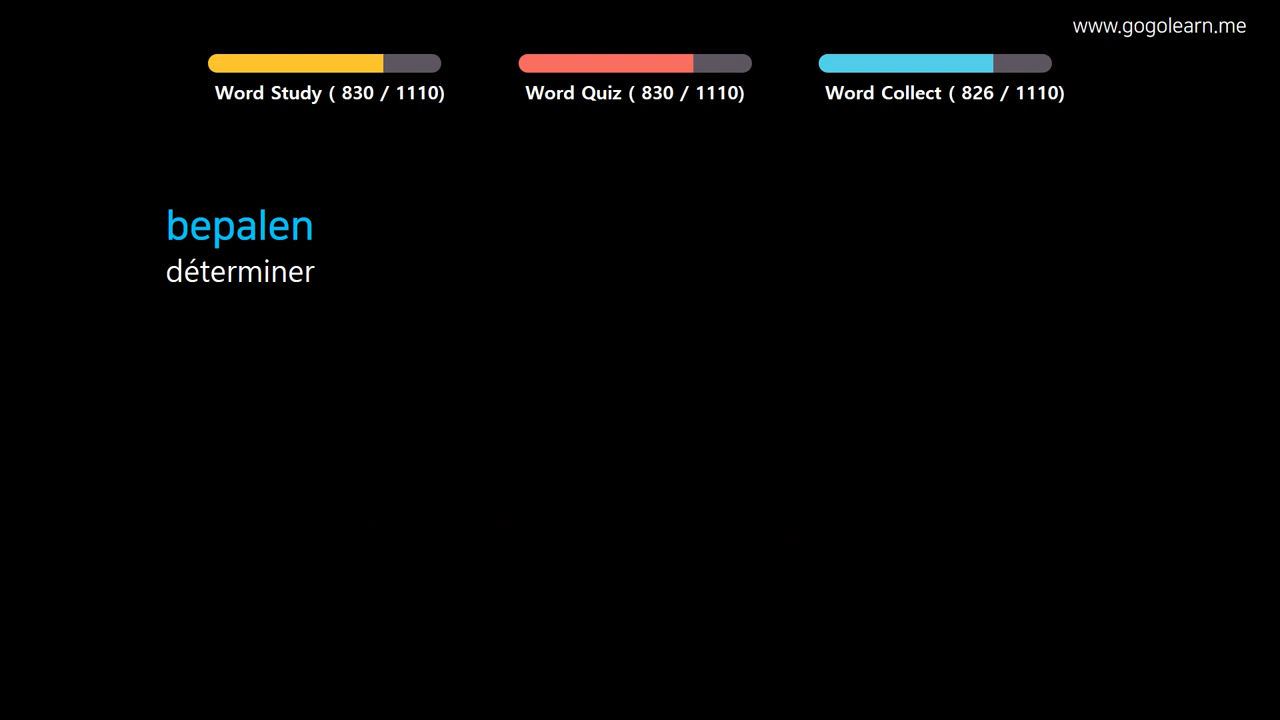 www.gogolearn.me
Word Study ( 830 / 1110)
Word Quiz ( 830 / 1110)
Word Collect ( 826 / 1110)
bepalen
déterminer